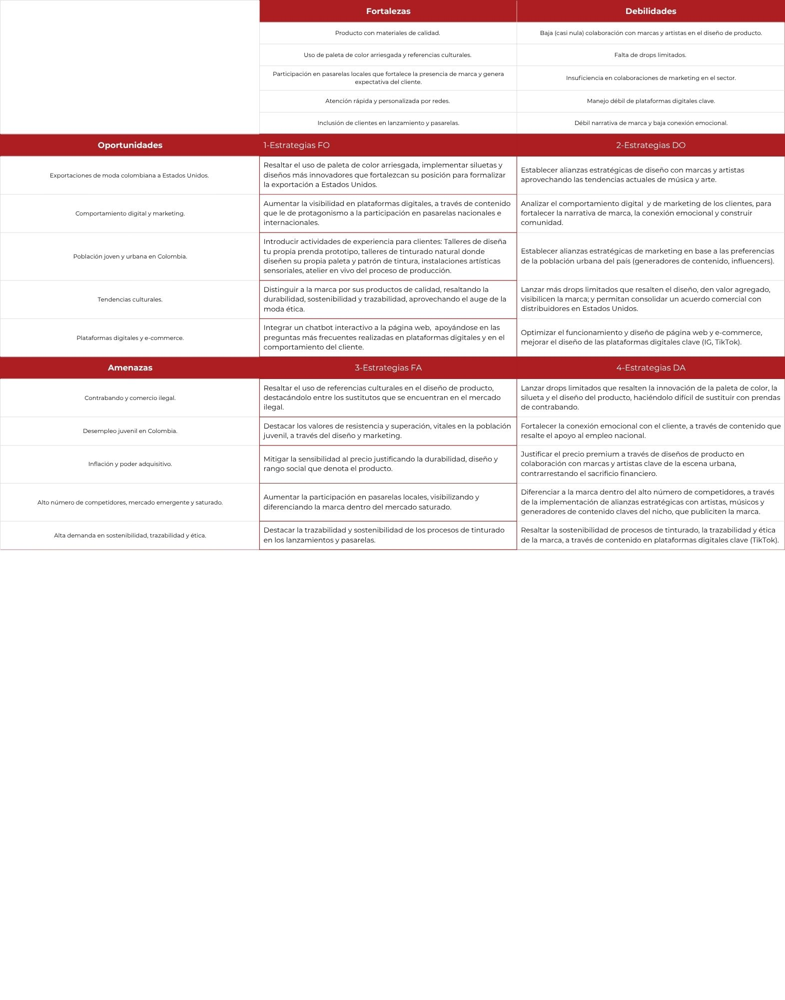 Fortalezas
Debilidades
Producto con materiales de calidad.
Baja (casi nula) colaboración con marcas y artistas en el diseño de producto.
Uso de paleta de color arriesgada y referencias culturales.
Falta de drops limitados.
Participación en pasarelas locales que fortalece la presencia de marca y genera
expectativa del cliente.
Insuficiencia en colaboraciones de marketing en el sector.
Atención rápida y personalizada por redes.
Manejo débil de plataformas digitales clave.
Inclusión de clientes en lanzamiento y pasarelas.
Débil narrativa de marca y baja conexión emocional.
Oportunidades
1-Estrategias FO
2-Estrategias DO
Exportaciones de moda colombiana a Estados Unidos.
Resaltar el uso de paleta de color arriesgada, implementar siluetas y
diseños más innovadores que fortalezcan su posición para formalizar
la exportación a Estados Unidos.
Establecer alianzas estratégicas de diseño con marcas y artistas
aprovechando las tendencias actuales de música y arte.
Comportamiento digital y marketing.
Aumentar la visibilidad en plataformas digitales, a través de contenido
que le de protagonismo a la participación en pasarelas nacionales e
internacionales.
Analizar el comportamiento digital  y de marketing de los clientes, para
fortalecer la narrativa de marca, la conexión emocional y construir
comunidad.
Población joven y urbana en Colombia.
Introducir actividades de experiencia para clientes: Talleres de diseña
tu propia prenda prototipo, talleres de tinturado natural donde
diseñen su propia paleta y patrón de tintura, instalaciones artísticas
sensoriales, atelier en vivo del proceso de producción.
Establecer alianzas estratégicas de marketing en base a las preferencias
de la población urbana del país (generadores de contenido, influencers).
Tendencias culturales.
Distinguir a la marca por sus productos de calidad, resaltando la
durabilidad, sostenibilidad y trazabilidad, aprovechando el auge de la
moda ética.
Lanzar más drops limitados que resalten el diseño, den valor agregado,
visibilicen la marca; y permitan consolidar un acuerdo comercial con
distribuidores en Estados Unidos.
Plataformas digitales y e-commerce.
Integrar un chatbot interactivo a la página web,  apoyándose en las
preguntas más frecuentes realizadas en plataformas digitales y en el
comportamiento del cliente.
Optimizar el funcionamiento y diseño de página web y e-commerce,
mejorar el diseño de las plataformas digitales clave (IG, TikTok).
Amenazas
3-Estrategias FA
4-Estrategias DA
Contrabando y comercio ilegal.
Resaltar el uso de referencias culturales en el diseño de producto,
destacándolo entre los sustitutos que se encuentran en el mercado
ilegal.
Lanzar drops limitados que resalten la innovación de la paleta de color, la
silueta y el diseño del producto, haciéndolo difícil de sustituir con prendas
de contrabando.
Desempleo juvenil en Colombia.
Destacar los valores de resistencia y superación, vitales en la población
juvenil, a través del diseño y marketing.
Fortalecer la conexión emocional con el cliente, a través de contenido que
resalte el apoyo al empleo nacional.
Inflación y poder adquisitivo.
Mitigar la sensibilidad al precio justificando la durabilidad, diseño y
rango social que denota el producto.
Justificar el precio premium a través de diseños de producto en
colaboración con marcas y artistas clave de la escena urbana,
contrarrestando el sacrificio financiero.
Alto número de competidores, mercado emergente y saturado.
Aumentar la participación en pasarelas locales, visibilizando y
diferenciando la marca dentro del mercado saturado.
Diferenciar a la marca dentro del alto número de competidores, a través
de la implementación de alianzas estratégicas con artistas, músicos y
generadores de contenido claves del nicho, que publiciten la marca.
Alta demanda en sostenibilidad, trazabilidad y ética.
Destacar la trazabilidad y sostenibilidad de los procesos de tinturado
en los lanzamientos y pasarelas.
Resaltar la sostenibilidad de procesos de tinturado, la trazabilidad y ética
de la marca, a través de contenido en plataformas digitales clave (TikTok).